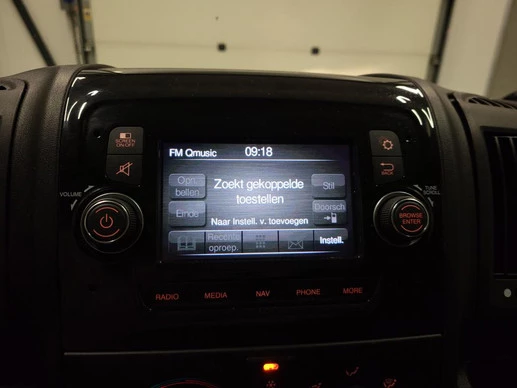 SCREEN
ON-OFF
VOLUME
FM Qmusic 09:18
Opn.
bellen
Zoekt gekoppelde
toestellen
Stil
Einde
Doorsch
Naar Instell. v. toevoegen
Recente
oproep.
Instell.
TUNE
SCROLL
BROWSE
ENTER
RADIO MEDIA NAV PHONE MORE